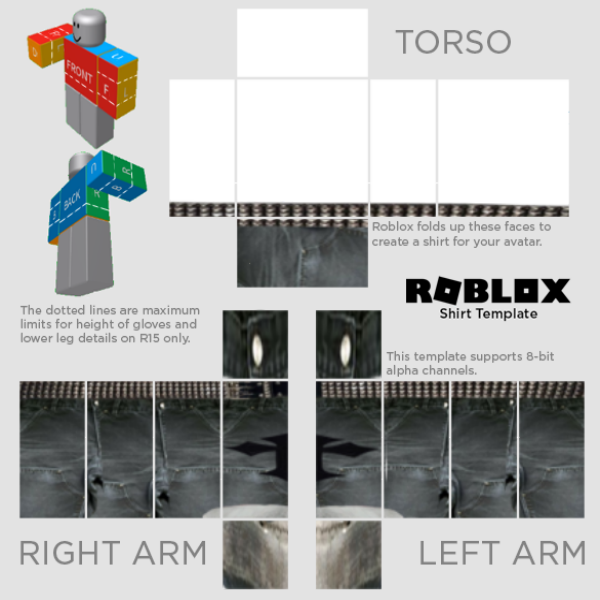 TORSO
FRONT
F
L
BACK
Roblox folds up these faces to
create a shirt for your avatar.
ROBLOX
Shirt Template
The dotted lines are maximum
limits for height of gloves and
lower leg details on R15 only.
This template supports 8-bit
alpha channels.
RIGHT ARM
LEFT ARM